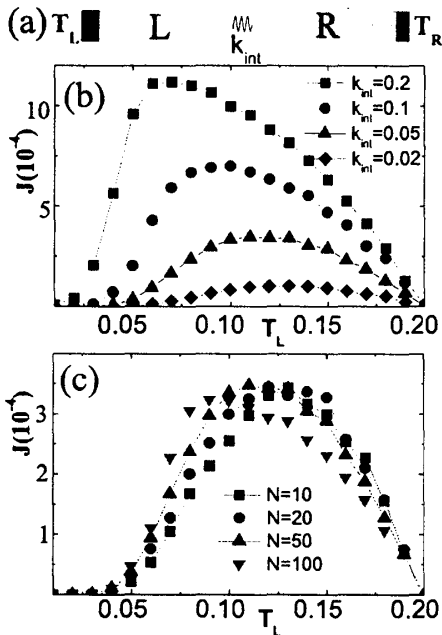 (a) T_L L k_int R T_R
(b)
k_int=0.2
k_int=0.1
k_int=0.05
k_int=0.02
J(10^-4)
10
5
0.05 0.10 0.15 0.20
T_L
(c)
J(10^-4)
3
2
1
N=10
N=20
N=50
N=100
0.05 0.10 0.15 0.20
T_L